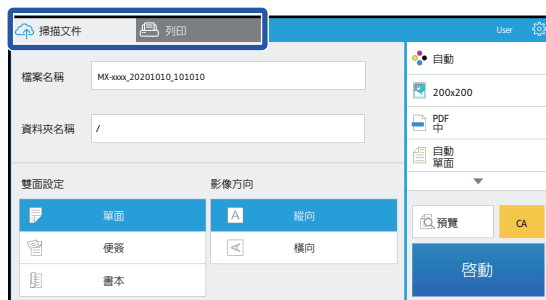 掃描文件
列印
User
檔案名稱
MX-xxxx_20201010_101010
資料夾名稱
/
雙面設定
影像方向
單面
A
縱向
便簽
A
橫向
書本
自動
200x200
PDF
中
自動
單面
預覽
CA
啓動